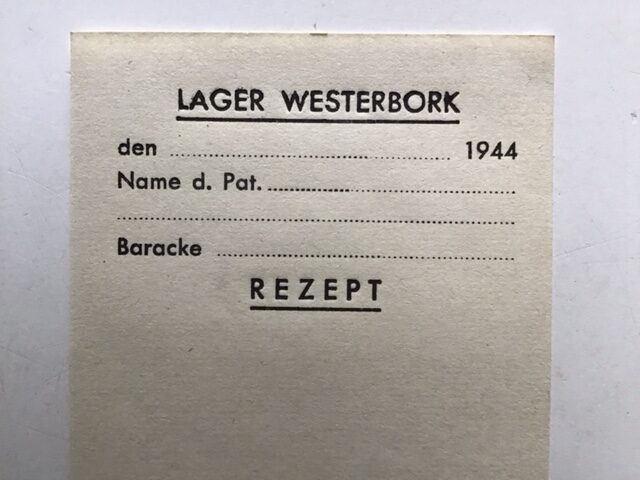 LAGER WESTERBORK
den ........................................ 1944
Name d. Pat. ........................................
................................................................
Baracke ................................................
REZEPT